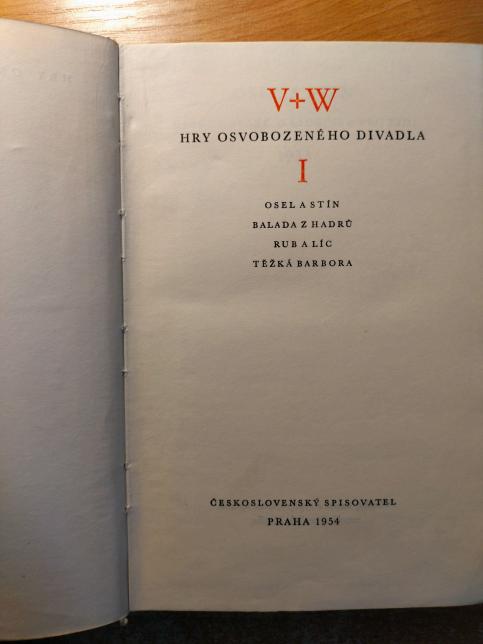 V+W
HRY OSVOBOZENÉHO DIVADLA
I
OSEL A STÍN
BALADA Z HADRŮ
RUB A LÍC
TĚŽKÁ BARBORA
ČESKOSLOVENSKÝ SPISOVATEL
PRAHA 1954